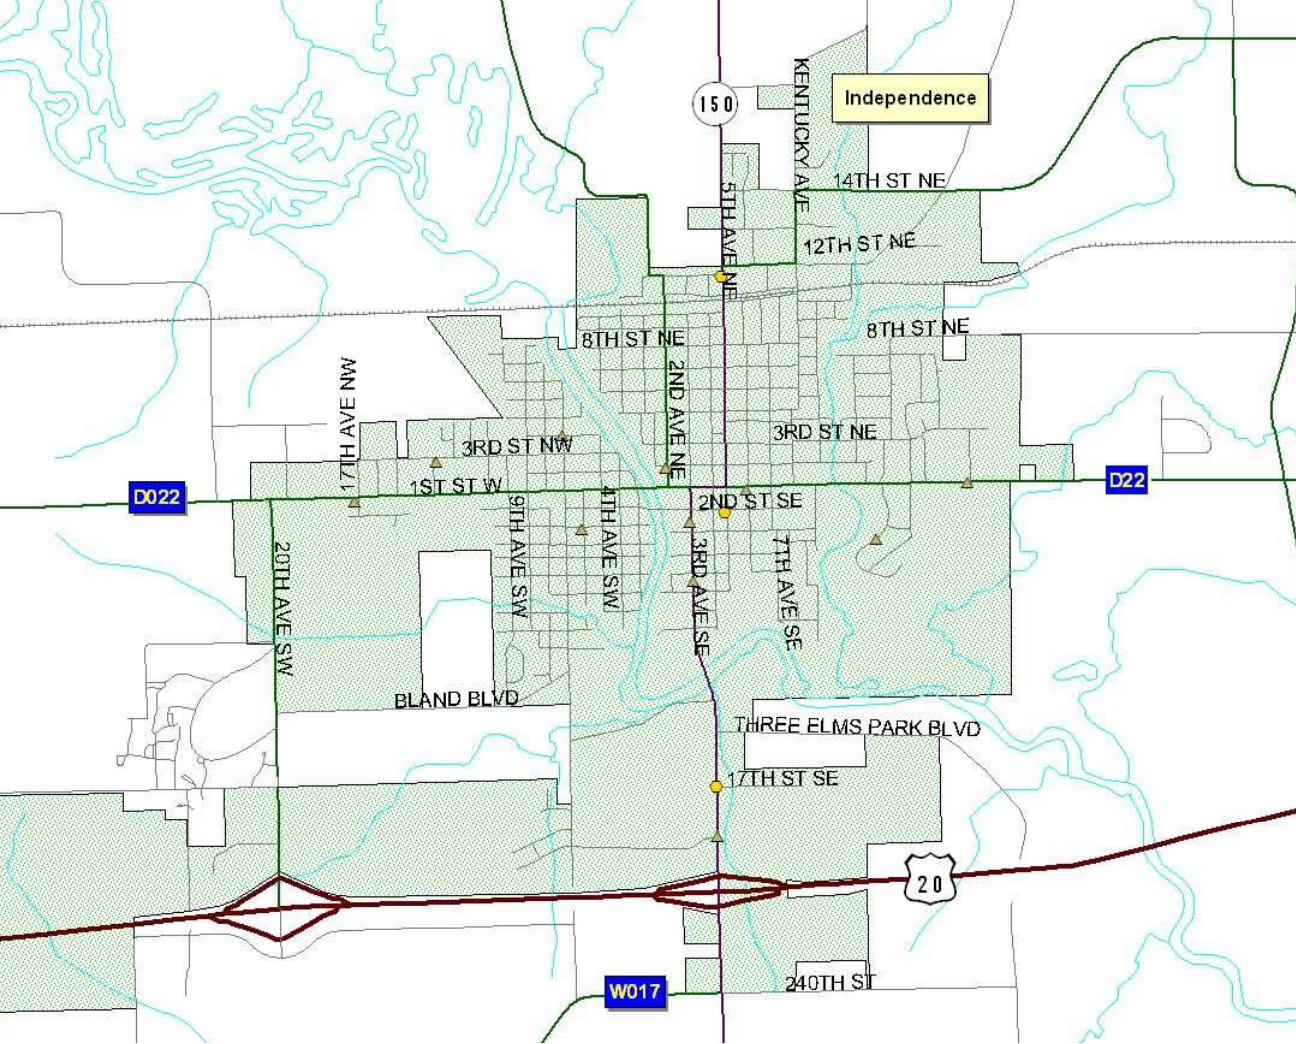 KENTUCKY AVE
Independence
150
14TH ST NE
5TH AVE NE
12TH ST NE
8TH ST NE
8TH ST NE
17TH AVE NW
2ND AVE NE
3RD ST NW
3RD ST NE
D022
1ST ST W
D22
9TH AVE SW
4TH AVE SW
2ND ST SE
20TH AVE SW
3RD AVE SE
7TH AVE SE
BLAND BLVD
THREE ELMS PARK BLVD
17TH ST SE
20
W017
240TH ST